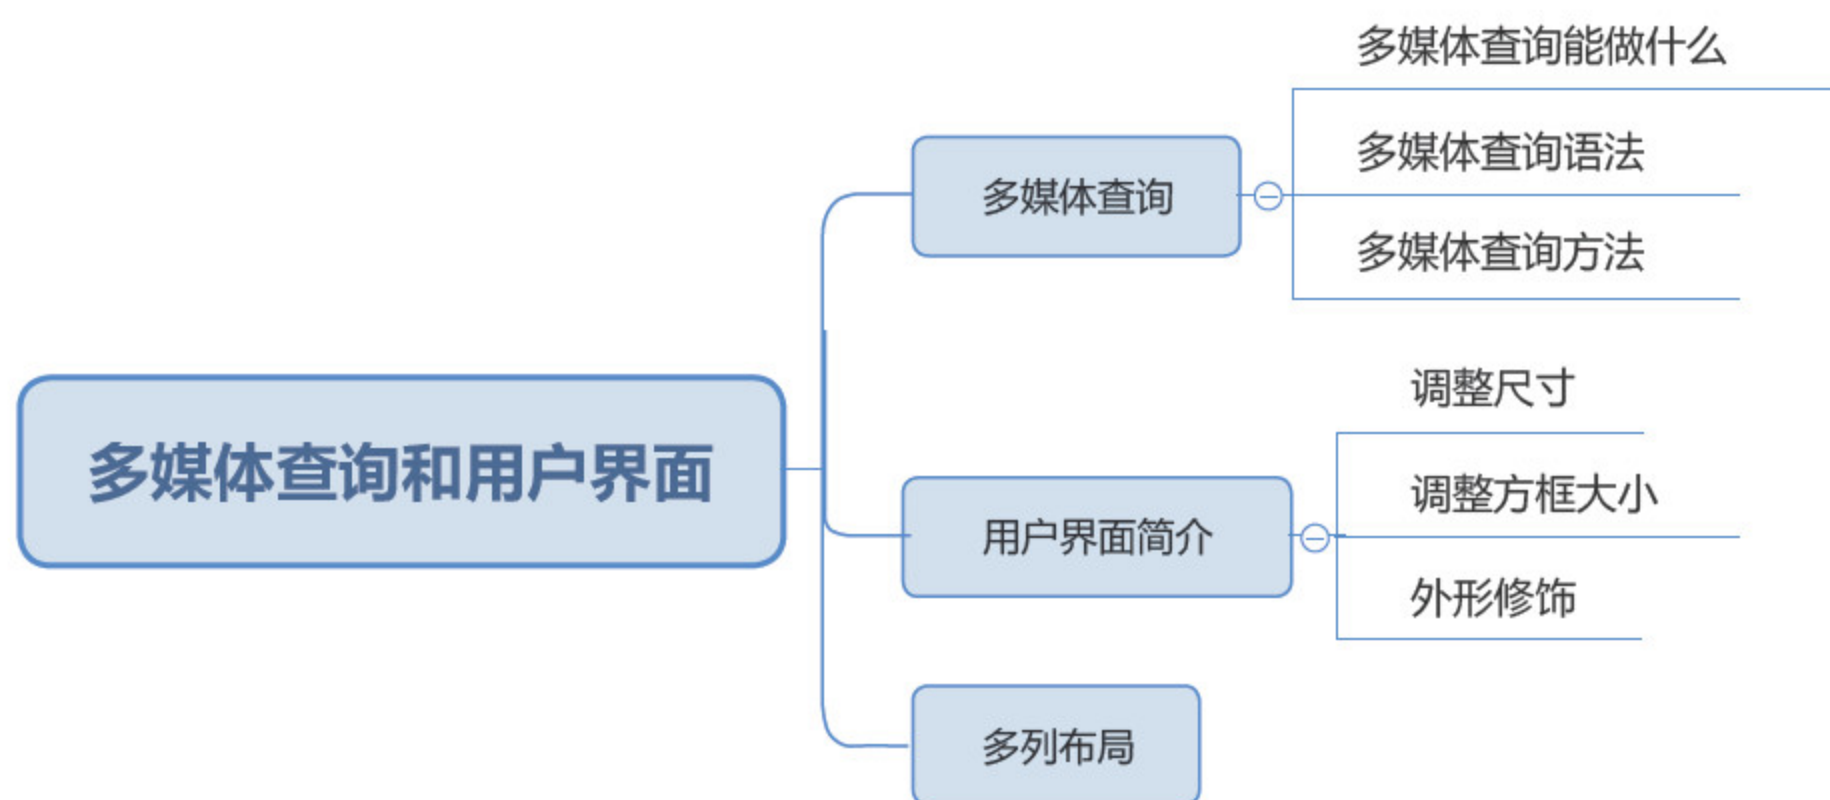 多媒体查询和用户界面
多媒体查询
多媒体查询能做什么
多媒体查询语法
多媒体查询方法
用户界面简介
调整尺寸
调整方框大小
外形修饰
多列布局